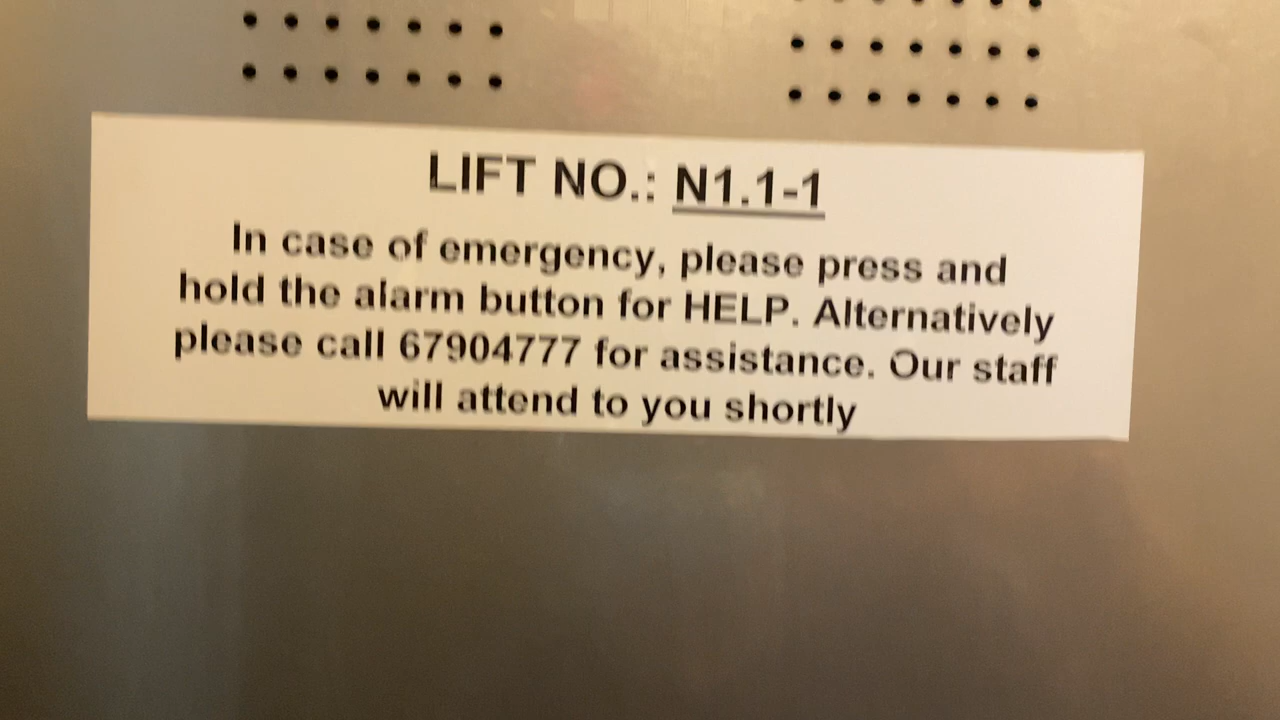 LIFT NO.: N1.1-1
In case of emergency, please press and
hold the alarm button for HELP. Alternatively
please call 67904777 for assistance. Our staff
will attend to you shortly